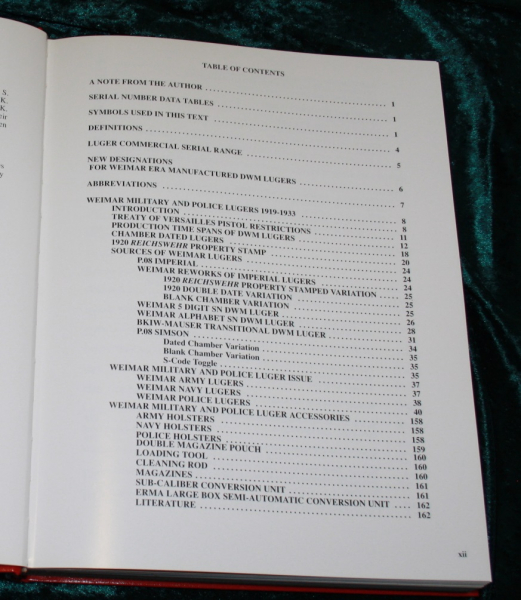 S.
K.
K.
eir
en
s
y
TABLE OF CONTENTS
A NOTE FROM THE AUTHOR 1
SERIAL NUMBER DATA TABLES 1
SYMBOLS USED IN THIS TEXT 1
DEFINITIONS 4
LUGER COMMERCIAL SERIAL RANGE 5
NEW DESIGNATIONS
FOR WEIMAR ERA MANUFACTURED DWM LUGERS 6
ABBREVIATIONS 7
WEIMAR MILITARY AND POLICE LUGERS 1919-1933 8
INTRODUCTION 8
TREATY OF VERSAILLES PISTOL RESTRICTIONS 11
PRODUCTION TIME SPANS OF DWM LUGERS 12
CHAMBER DATED LUGERS 18
1920 REICHSWEHR PROPERTY STAMP 20
SOURCES OF WEIMAR LUGERS 24
P.08 IMPERIAL 24
WEIMAR REWORKS OF IMPERIAL LUGERS 24
1920 REICHSWEHR PROPERTY STAMPED VARIATION 25
1920 DOUBLE DATE VARIATION 25
BLANK CHAMBER VARIATION 25
WEIMAR 5 DIGIT SN DWM LUGER 26
WEIMAR ALPHABET SN DWM LUGER 28
BKIW-MAUSER TRANSITIONAL DWM LUGER 31
P.08 SIMSON 34
Dated Chamber Variation 35
Blank Chamber Variation 35
S-Code Toggle 35
WEIMAR MILITARY AND POLICE LUGER ISSUE 37
WEIMAR ARMY LUGERS 37
WEIMAR NAVY LUGERS 38
WEIMAR POLICE LUGERS 40
WEIMAR MILITARY AND POLICE LUGER ACCESSORIES 158
ARMY HOLSTERS 158
NAVY HOLSTERS 158
POLICE HOLSTERS 159
DOUBLE MAGAZINE POUCH 160
LOADING TOOL 160
CLEANING ROD 160
MAGAZINES 161
SUB-CALIBER CONVERSION UNIT 161
ERMA LARGE BOX SEMI-AUTOMATIC CONVERSION UNIT 162
LITERATURE 162
xii